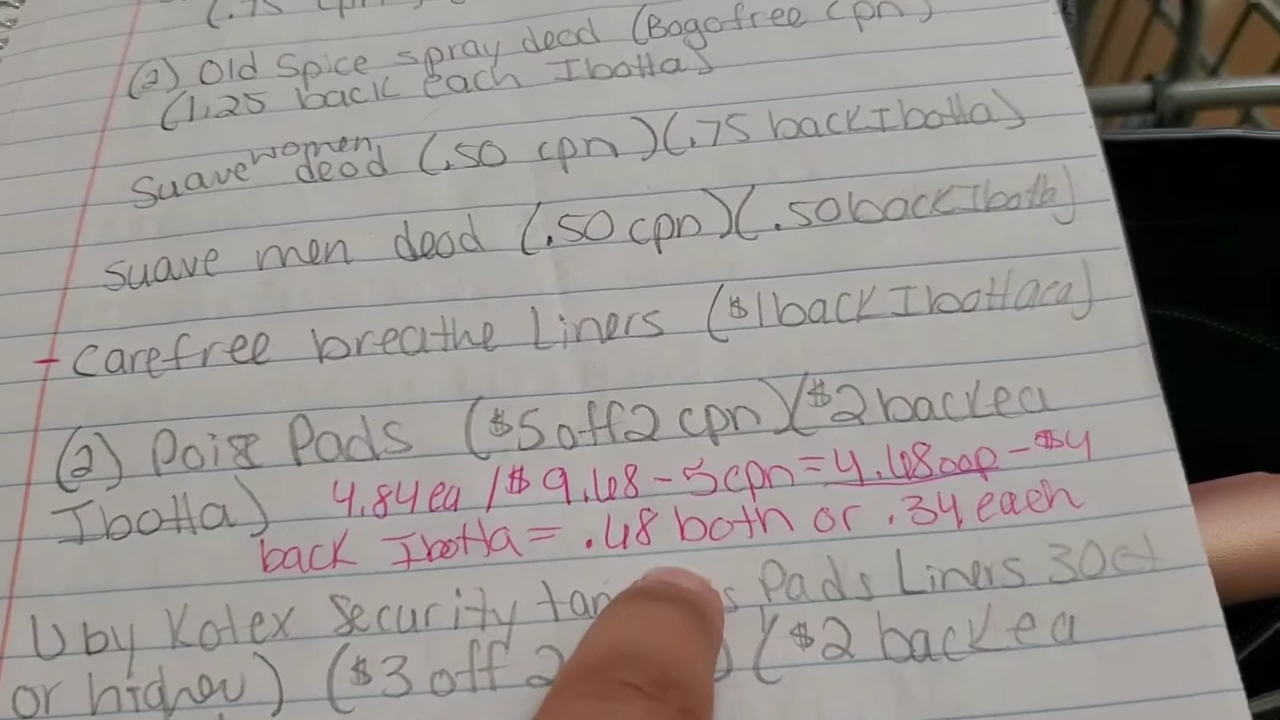 (.75 cpn
(2) Old Spice spray deod (Bogofree cpn)
(1.25 back each Ibotta)
Suave women deod (.50 cpn)(.75 back Ibotta)
suave men deod (.50 cpn)(.50 back Ibotta)
- carefree breathe Liners ($1 back Ibotta ea)
(2) Poise Pads ($5 off 2 cpn)($2 back ea
Ibotta) 4.84 ea / $9.68 - 5 cpn = 4.68 oop - $4
back Ibotta = .68 both or .34 each
U by Kotex Security Pads Liners 30ct
or higher) ($3 off 2 ) ($2 back ea